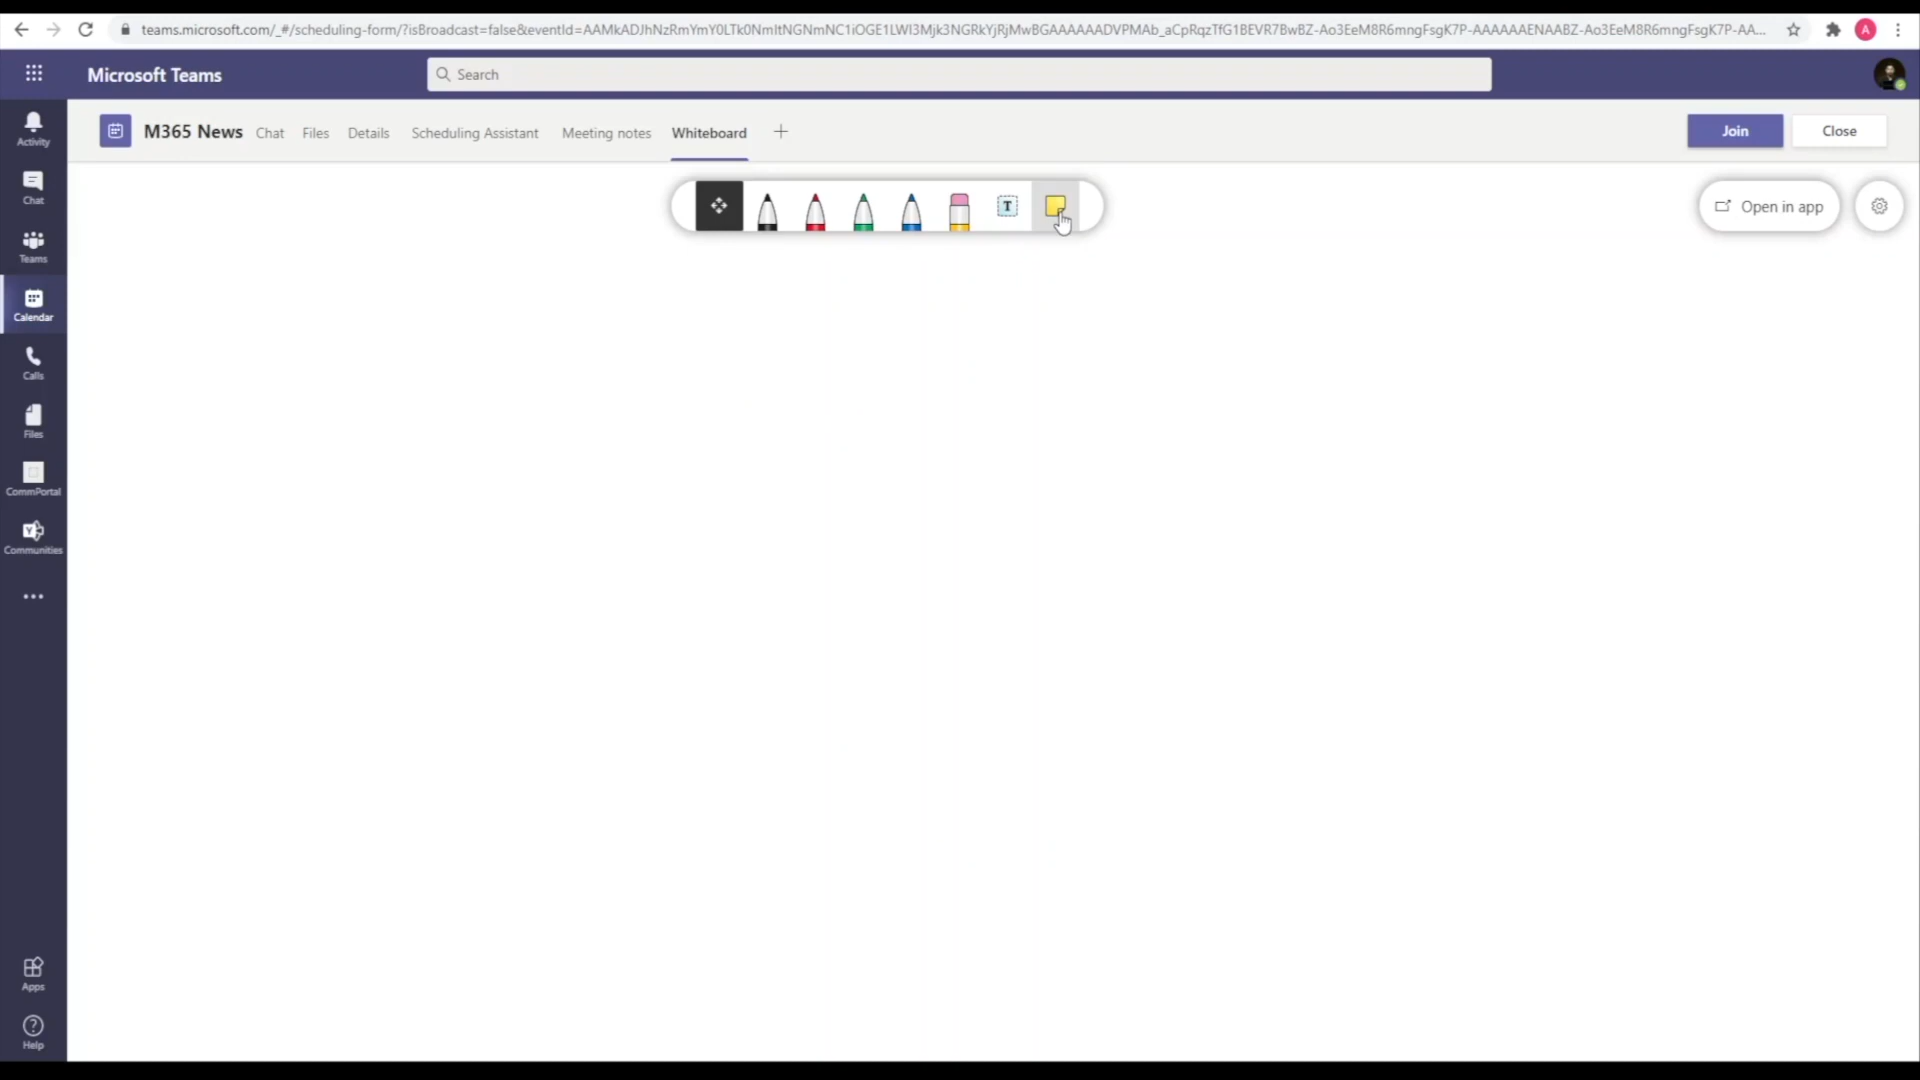 teams.microsoft.com/_#/scheduling-form/?isBroadcast=false&eventId=AAMkADJhNzRmYmY0LTk0NmItNGNmNC1iOGE1LWI3Mjk3NGRkYjRjMwBGAAAAAADVPMAb_aCpRqzTfG1BEVR7BwBZ-Ao3EeM8R6mngFsgK7P-AAAAAAENAABZ-Ao3EeM8R6mngFsgK7P-AA...
A
Microsoft Teams
Search
M365 News
Chat
Files
Details
Scheduling Assistant
Meeting notes
Whiteboard
Join
Close
T
Open in app
Activity
Chat
Teams
Calendar
Calls
Files
CommPortal
Communities
Apps
Help